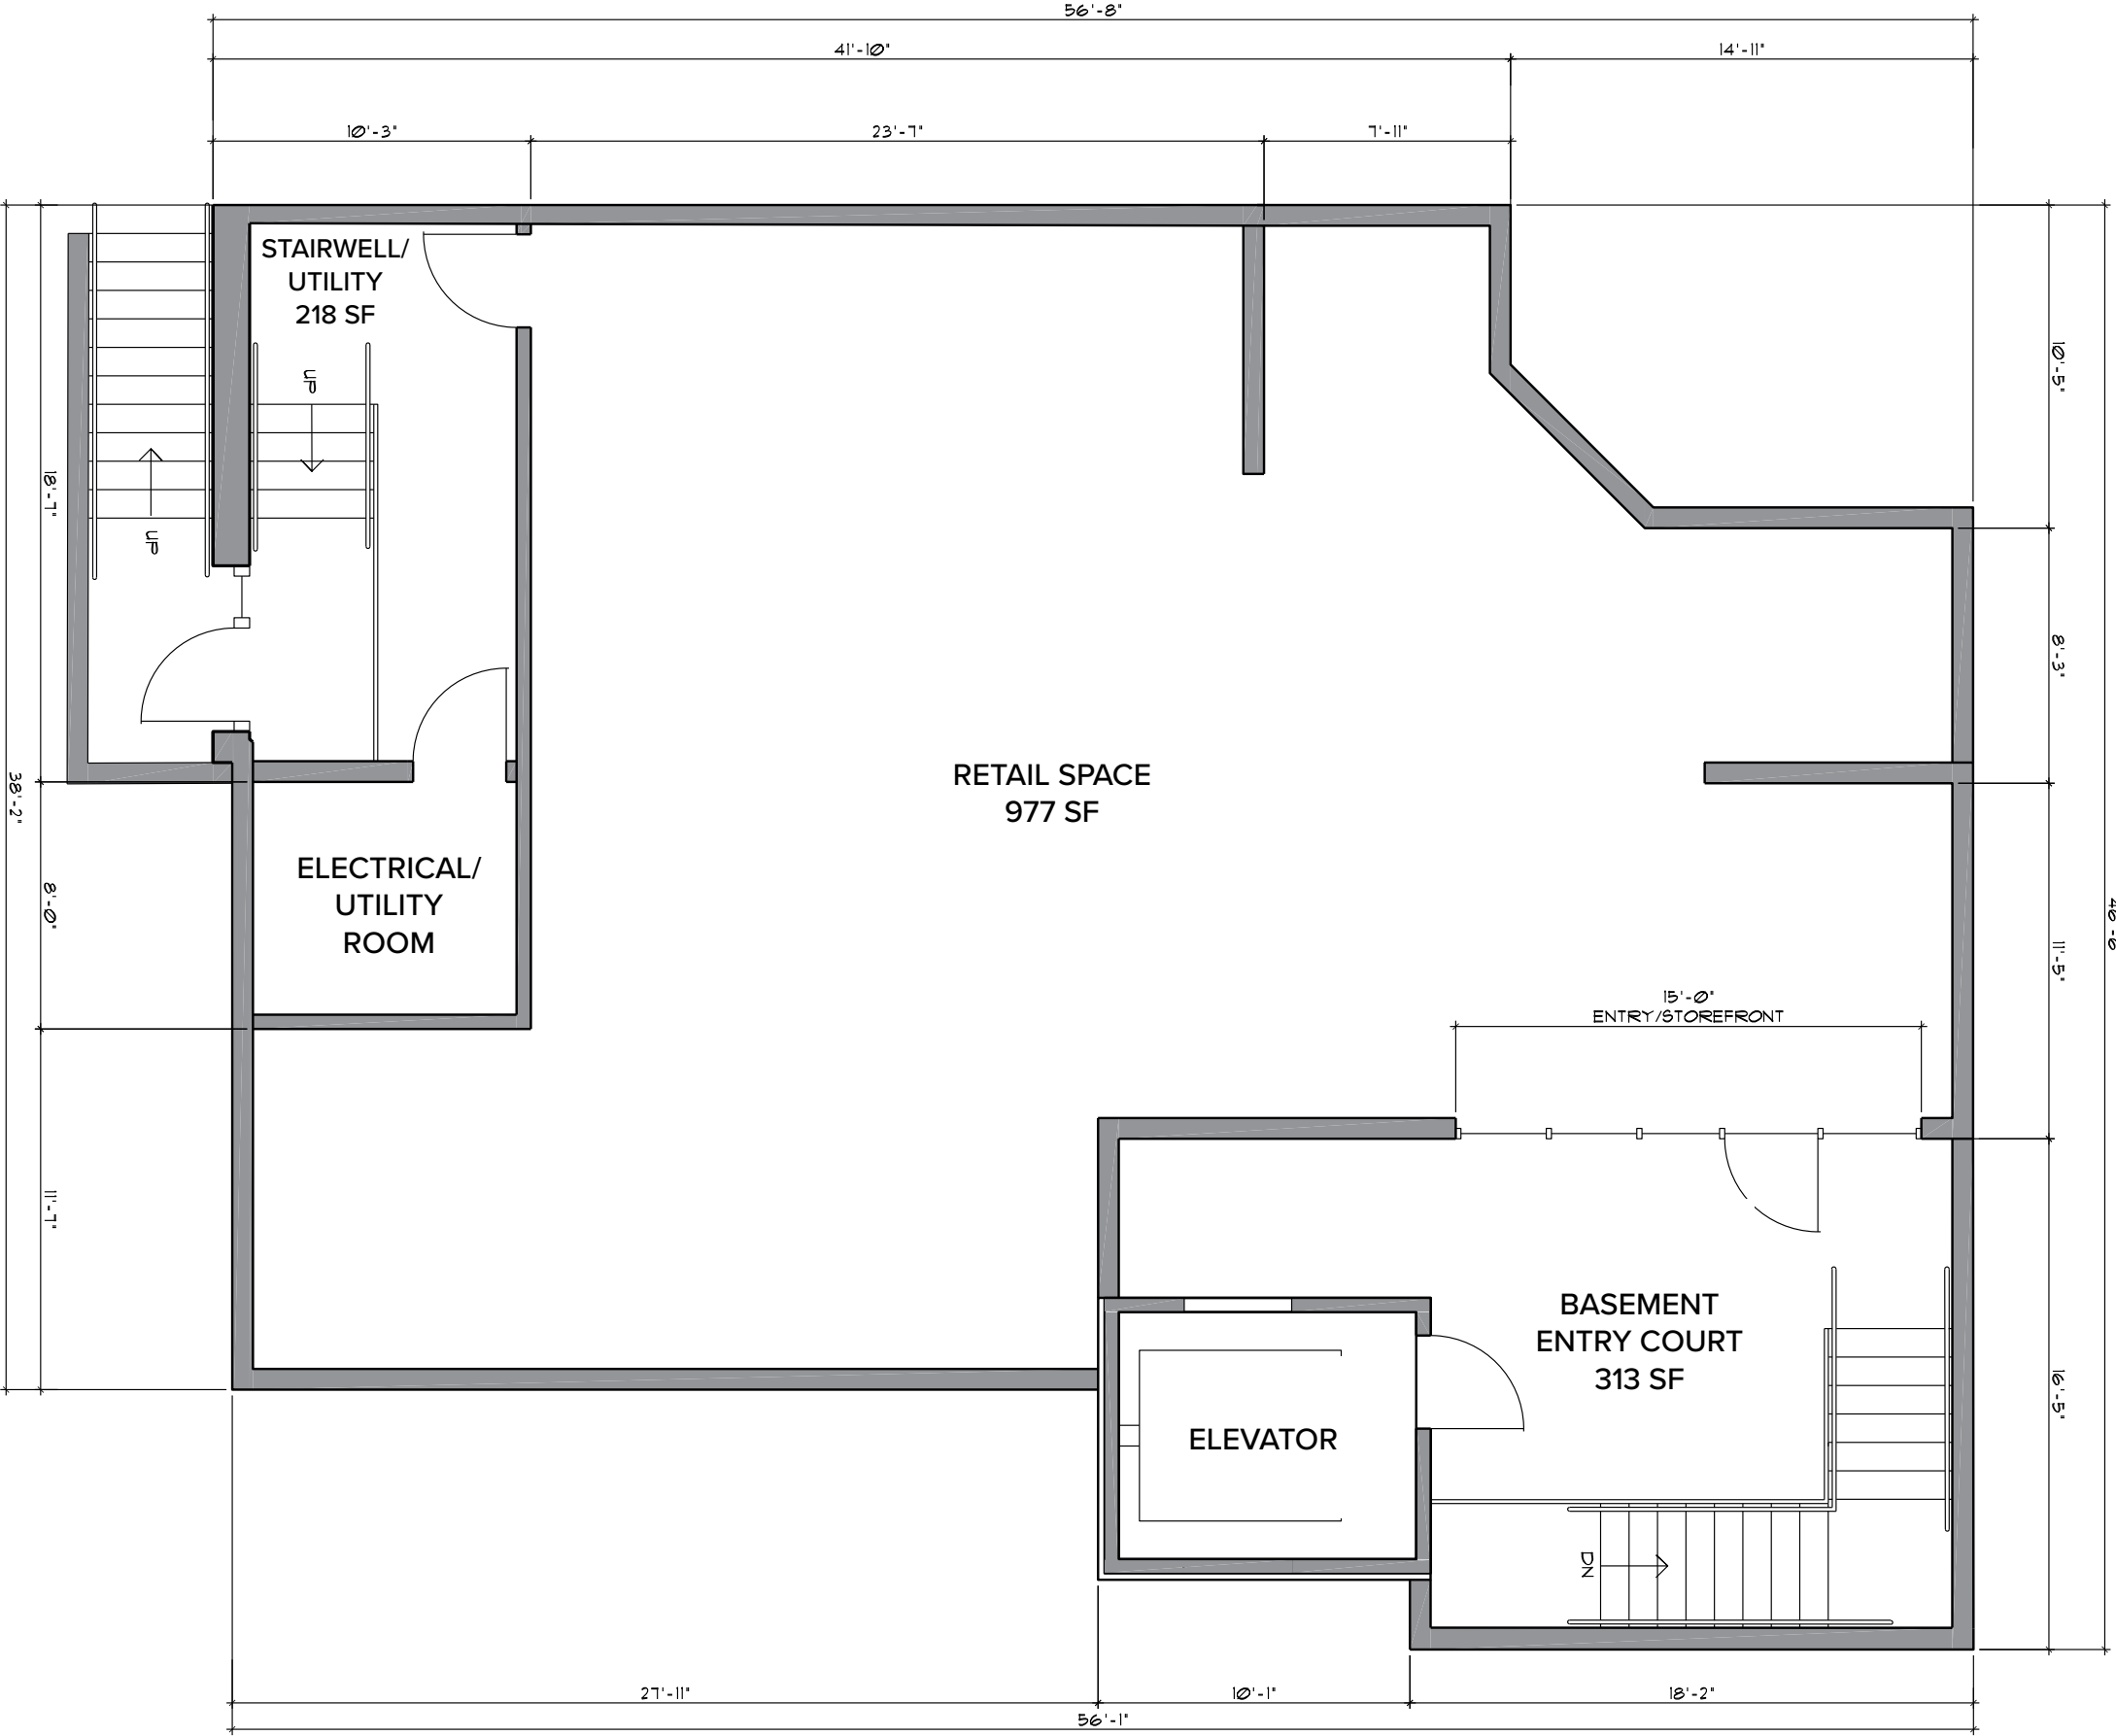 56'-8"
41'-10"
14'-11"
10'-3"
23'-7"
7'-11"
STAIRWELL/
UTILITY
218 SF
UP
UP
18'-7"
38'-2"
8'-0"
11'-7"
10'-5"
8'-3"
11'-5"
16'-5"
RETAIL SPACE
977 SF
ELECTRICAL/
UTILITY
ROOM
15'-0"
ENTRY/STOREFRONT
BASEMENT
ENTRY COURT
313 SF
ELEVATOR
DN
27'-11"
10'-1"
18'-2"
56'-1"